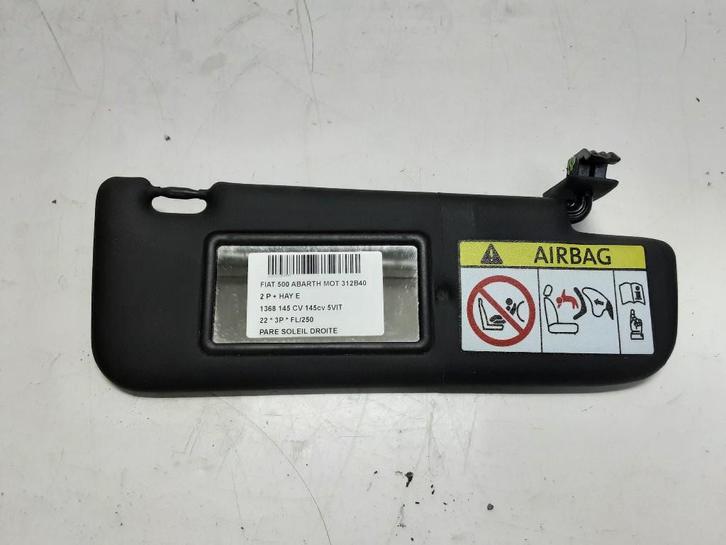 FIAT 500 ABARTH MOT 312B40
2 P + HAY E
1368 145 CV 145cv 5VIT
22 * 3P * FL/250
PARE SOLEIL DROITE
AIRBAG